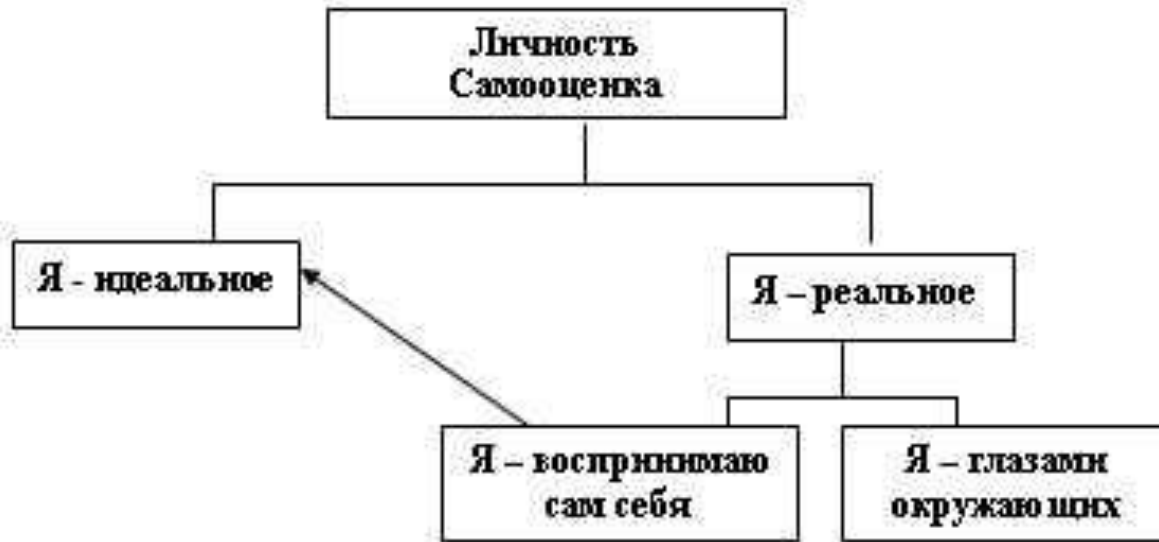 Личность
Самооценка
Я - идеальное
Я – реальное
Я – воспринимаю
сам себя
Я – глазами
окружающих